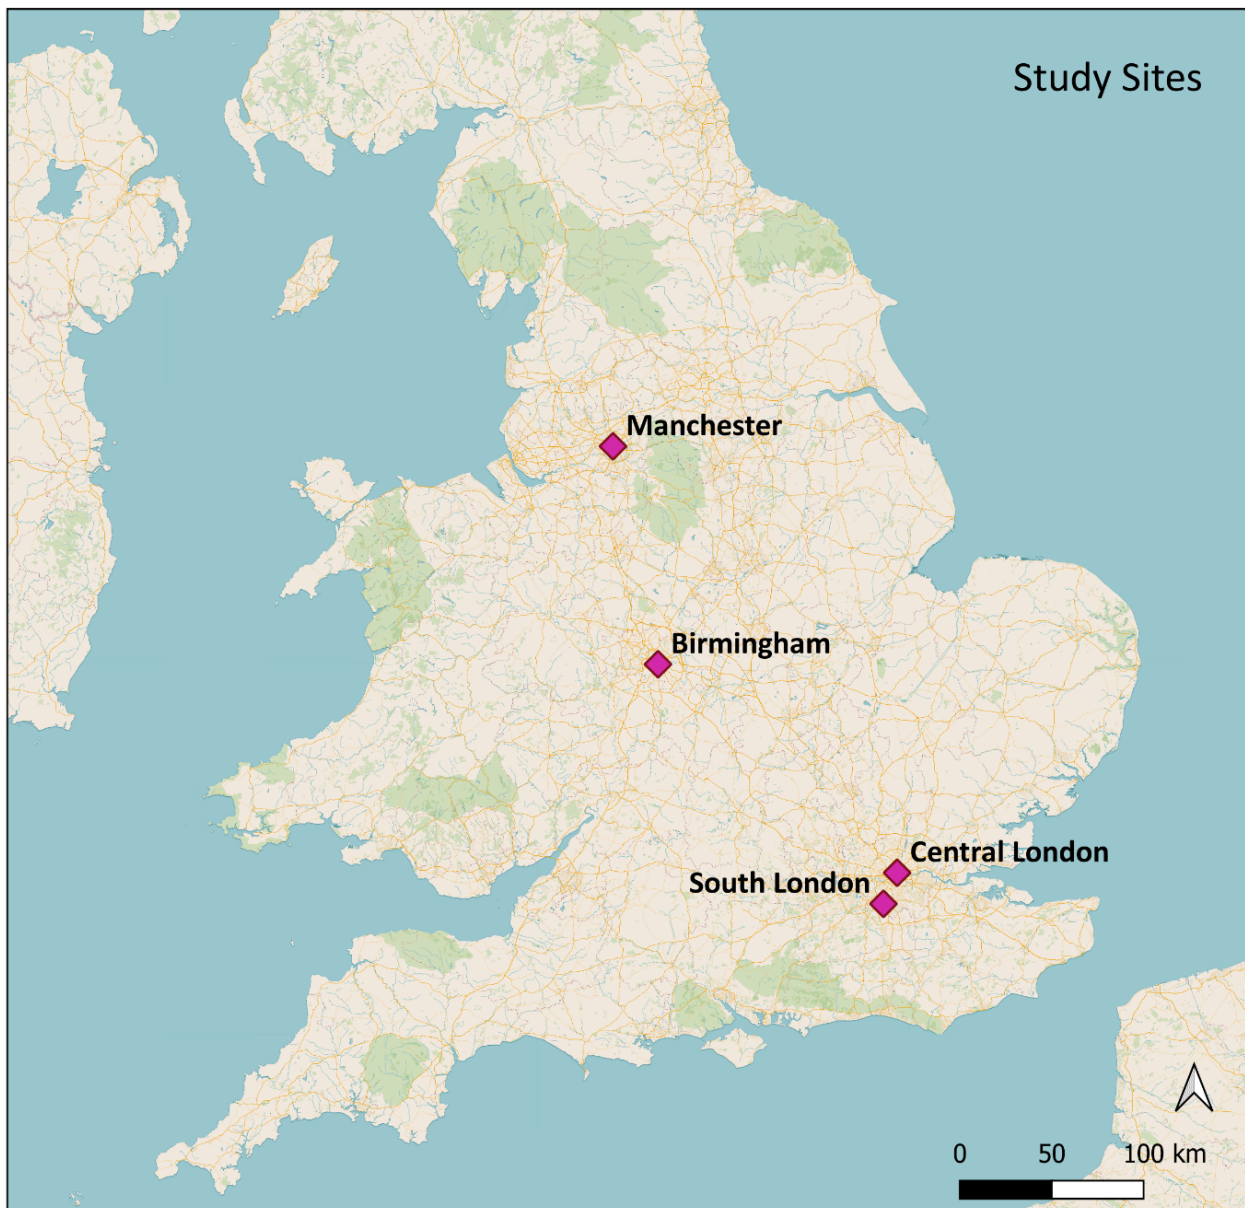 Study Sites
Manchester
Birmingham
Central London
South London
0 50 100 km